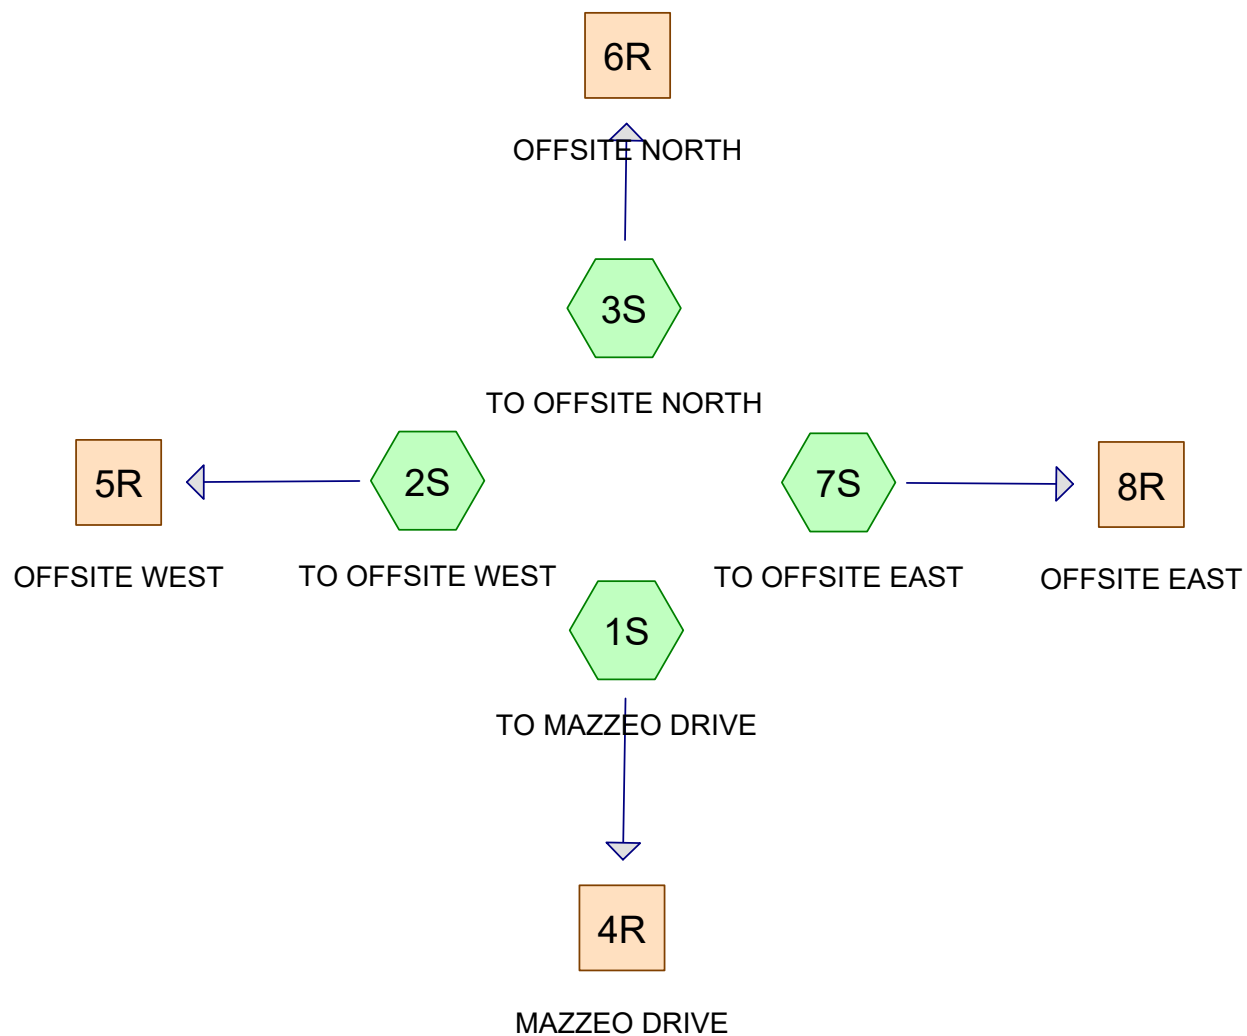 6R
OFFSITE NORTH
3S
TO OFFSITE NORTH
5R
2S
7S
8R
OFFSITE WEST
TO OFFSITE WEST
TO OFFSITE EAST
OFFSITE EAST
1S
TO MAZZEO DRIVE
4R
MAZZEO DRIVE